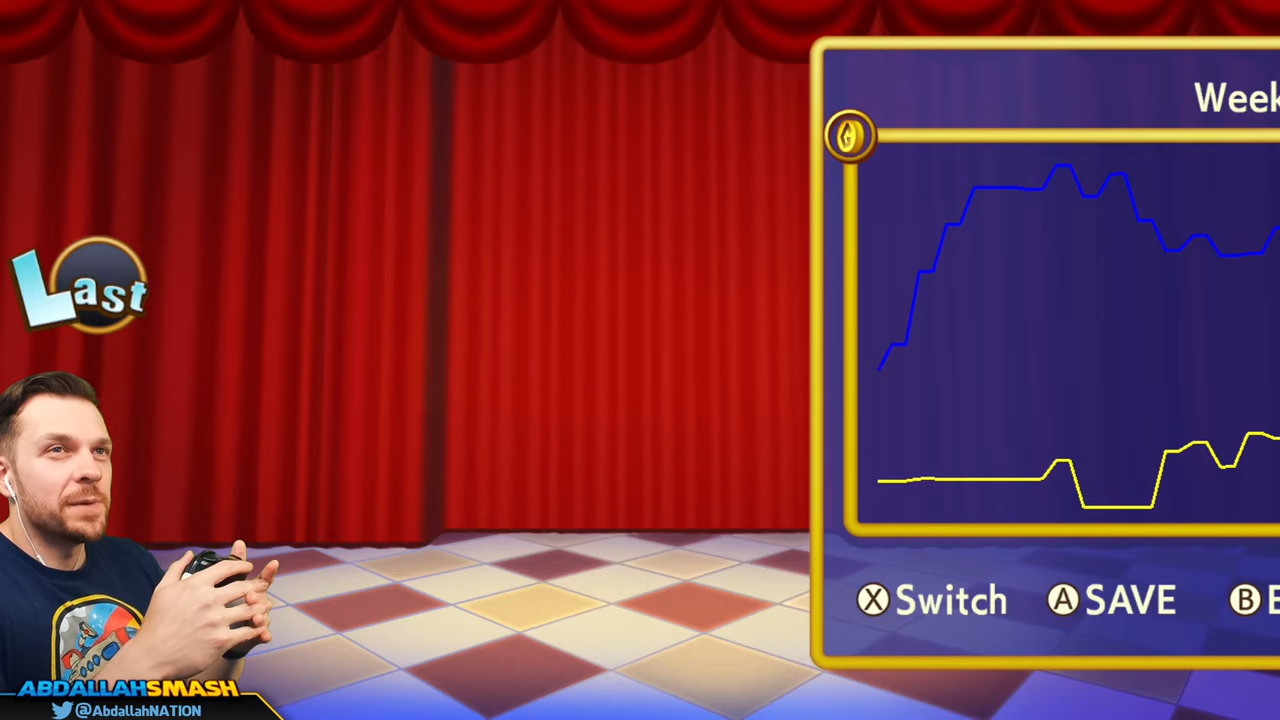 Week
Last
X Switch
A SAVE
B E
ABDALLAHSMASH
@AbdallahNATION